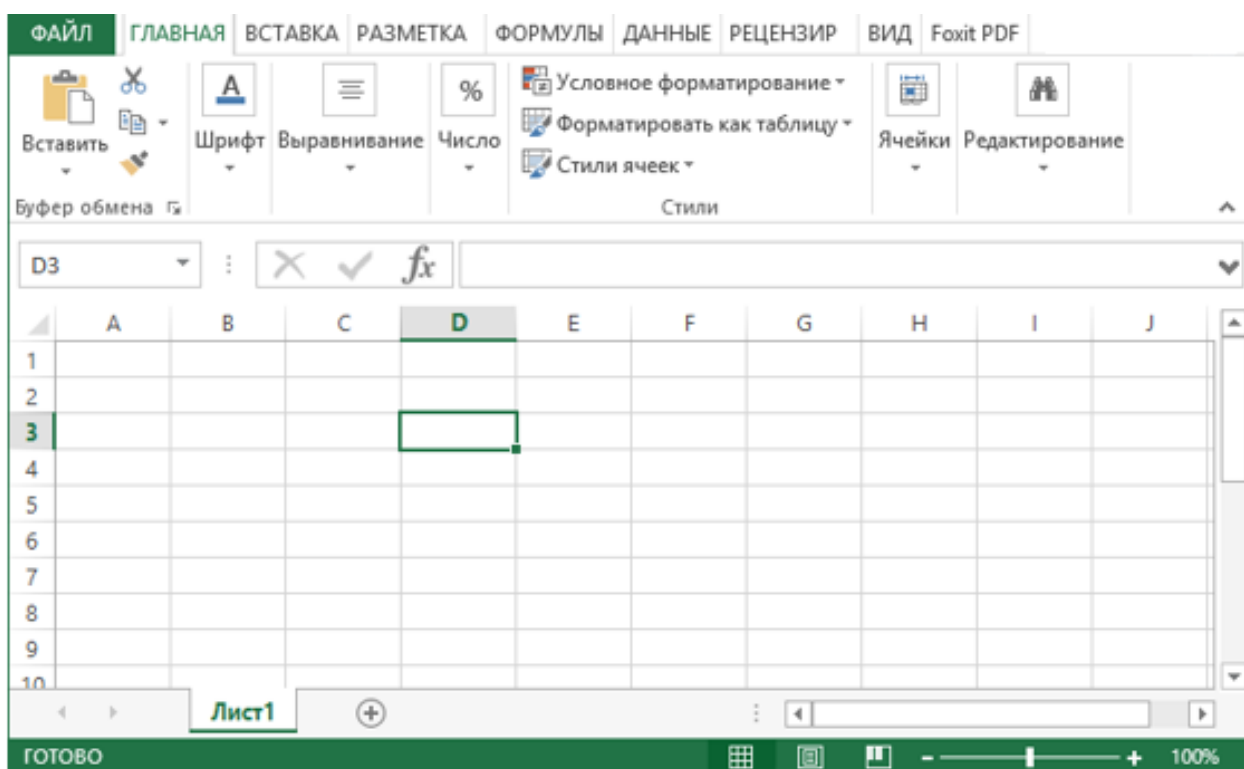 ФАЙЛ ГЛАВНАЯ ВСТАВКА РАЗМЕТКА ФОРМУЛЫ ДАННЫЕ РЕЦЕНЗИР ВИД Foxit PDF
Вставить
Шрифт Выравнивание Число
Условное форматирование
Форматировать как таблицу
Стили ячеек
Ячейки Редактирование
Буфер обмена Стили
D3 fx
A B C D E F G H I J
1
2
3
4
5
6
7
8
9
10
Лист1
ГОТОВО 100%